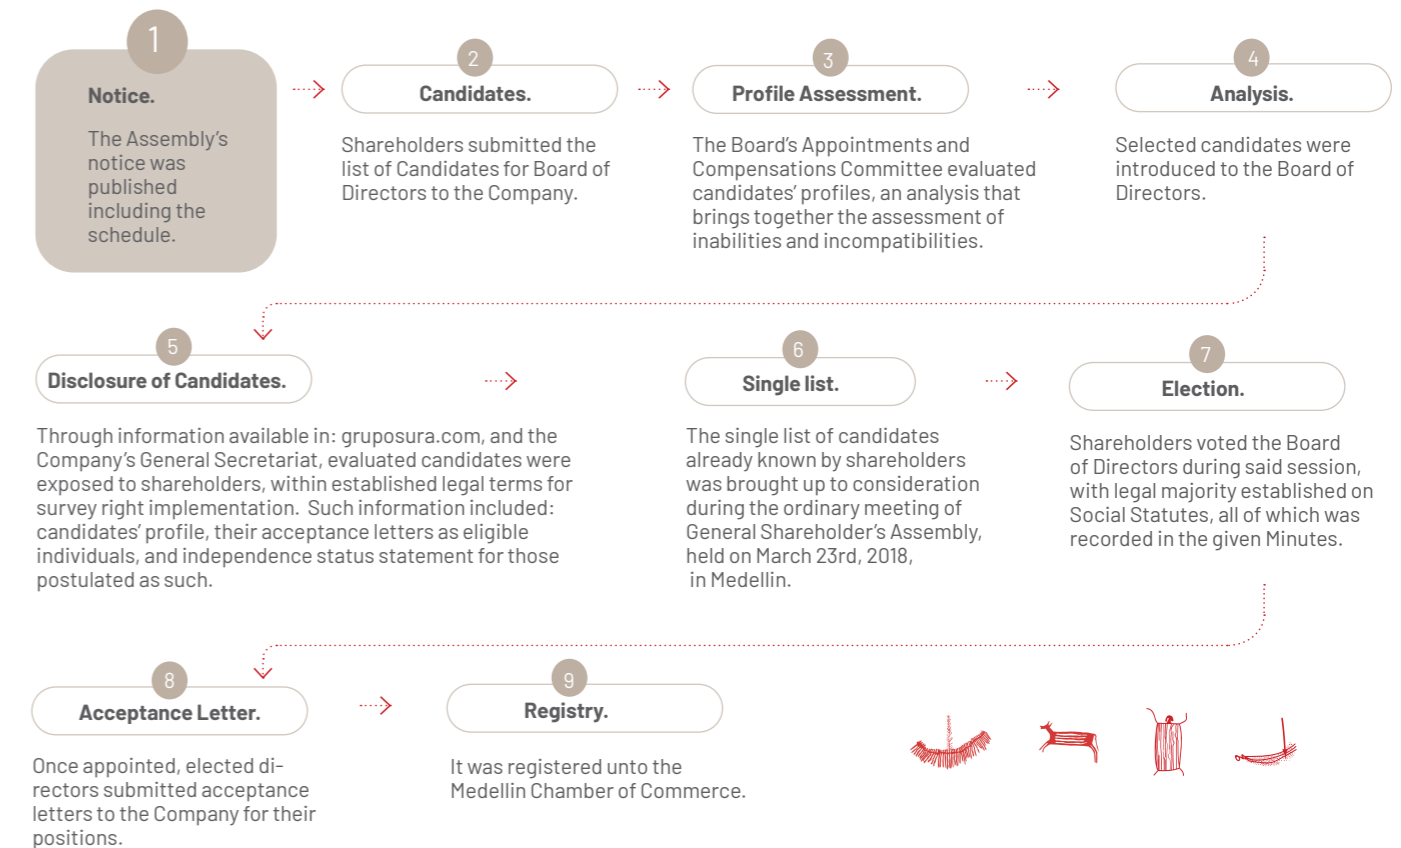 1
Notice.
The Assembly's
notice was
published
including the
schedule.
2
Candidates.
Shareholders submitted the
list of Candidates for Board of
Directors to the Company.
3
Profile Assessment.
The Board's Appointments and
Compensations Committee evaluated
candidates' profiles, an analysis that
brings together the assessment of
inabilities and incompatibilities.
4
Analysis.
Selected candidates were
introduced to the Board of
Directors.
5
Disclosure of Candidates.
Through information available in: gruposura.com, and the
Company's General Secretariat, evaluated candidates were
exposed to shareholders, within established legal terms for
survey right implementation. Such information included:
candidates' profile, their acceptance letters as eligible
individuals, and independence status statement for those
postulated as such.
6
Single list.
The single list of candidates
already known by shareholders
was brought up to consideration
during the ordinary meeting of
General Shareholder's Assembly,
held on March 23rd, 2018,
in Medellin.
7
Election.
Shareholders voted the Board
of Directors during said session,
with legal majority established on
Social Statutes, all of which was
recorded in the given Minutes.
8
Acceptance Letter.
Once appointed, elected di-
rectors submitted acceptance
letters to the Company for their
positions.
9
Registry.
It was registered unto the
Medellin Chamber of Commerce.